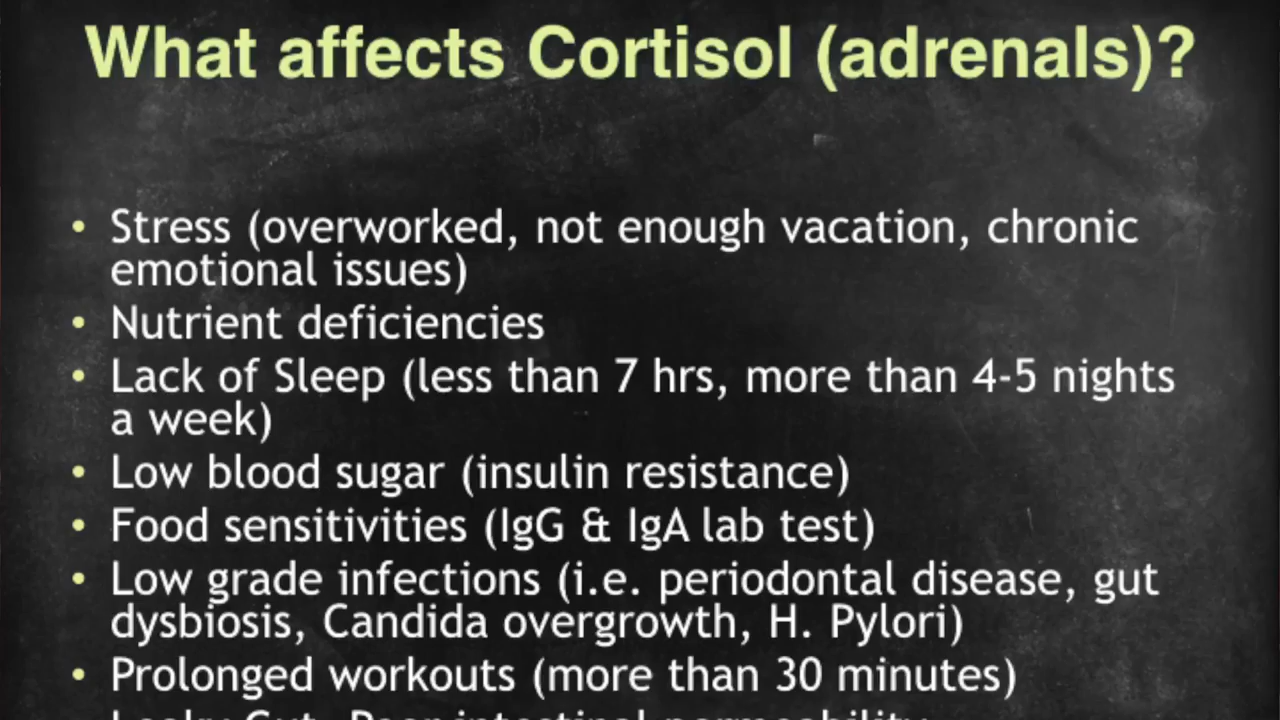 What affects Cortisol (adrenals)?
• Stress (overworked, not enough vacation, chronic
emotional issues)
• Nutrient deficiencies
• Lack of Sleep (less than 7 hrs, more than 4-5 nights
a week)
• Low blood sugar (insulin resistance)
• Food sensitivities (IgG & IgA lab test)
• Low grade infections (i.e. periodontal disease, gut
dysbiosis, Candida overgrowth, H. Pylori)
• Prolonged workouts (more than 30 minutes)